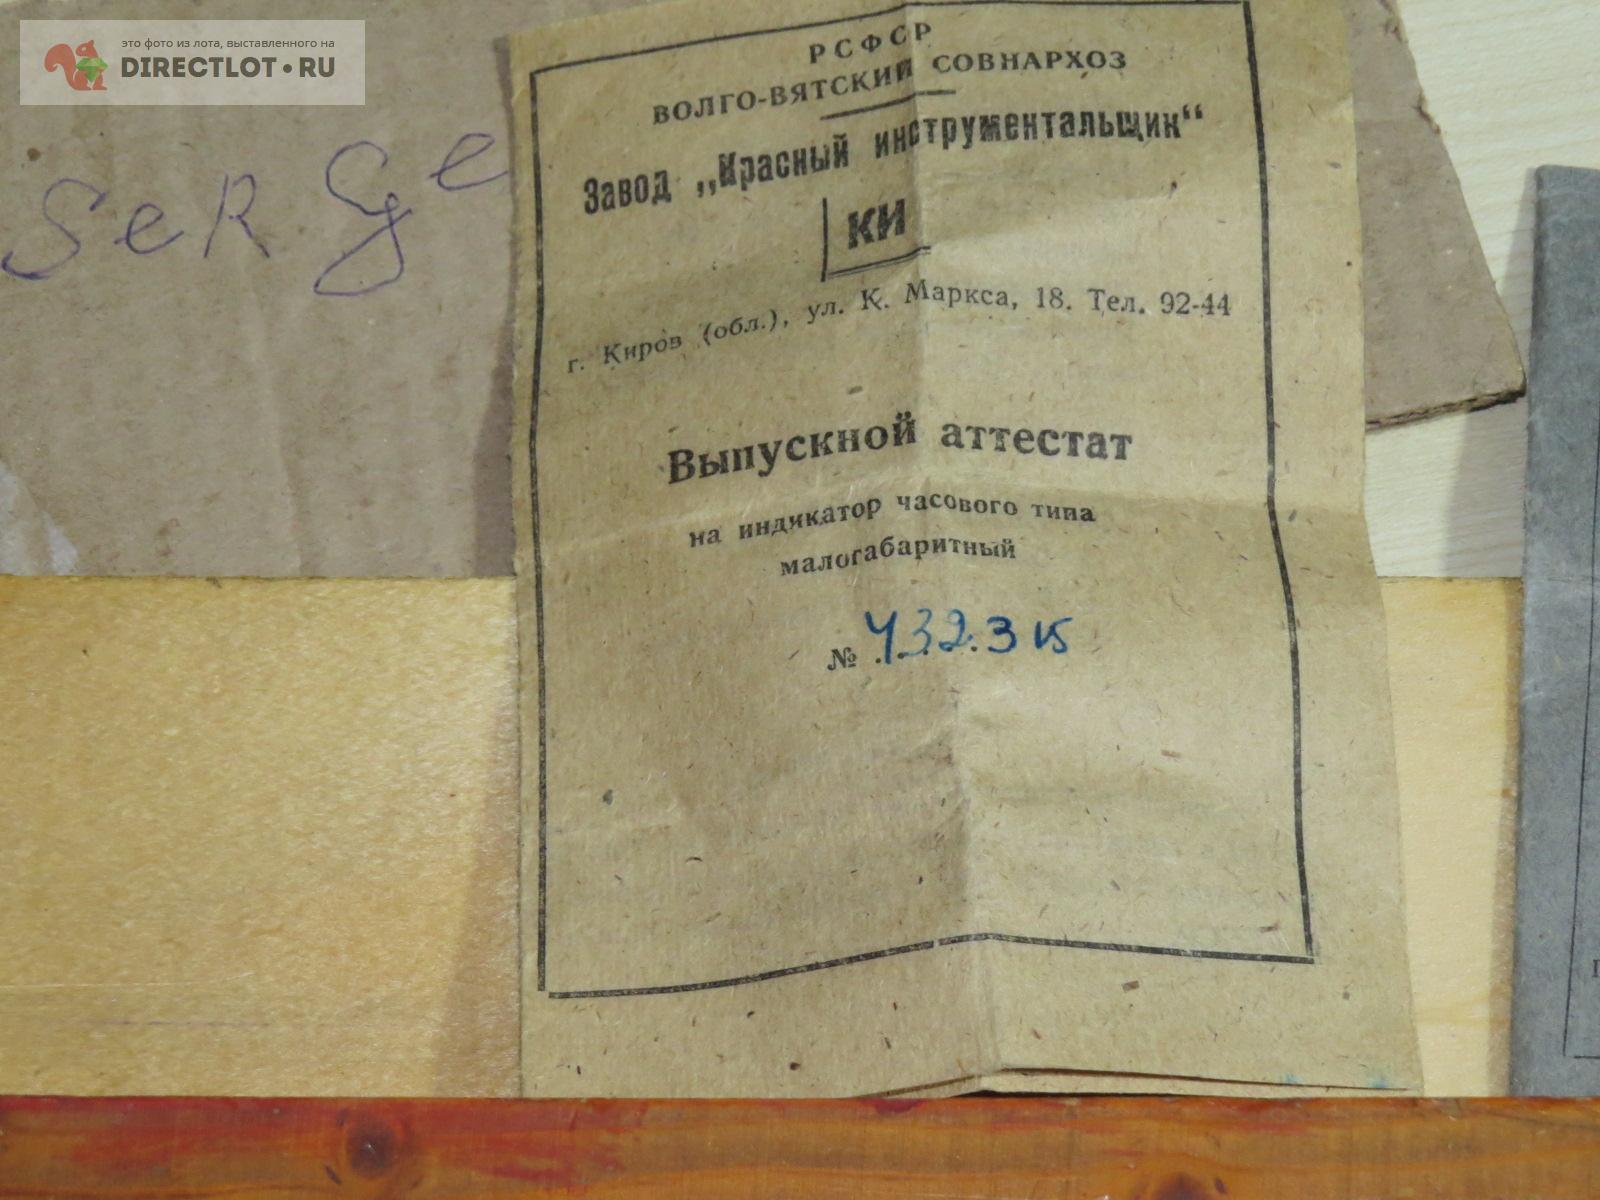 это фото из лота, выставленного на
DIRECTLOT.RU
SeRge
РСФСР
ВОЛГО-ВЯТСКИЙ СОВНАРХОЗ
Завод „Красный инструментальщик“
КИ
г. Киров (обл.), ул. К. Маркса, 18. Тел. 92-44
Выпускной аттестат
на индикатор часового типа
малогабаритный
№ 432315